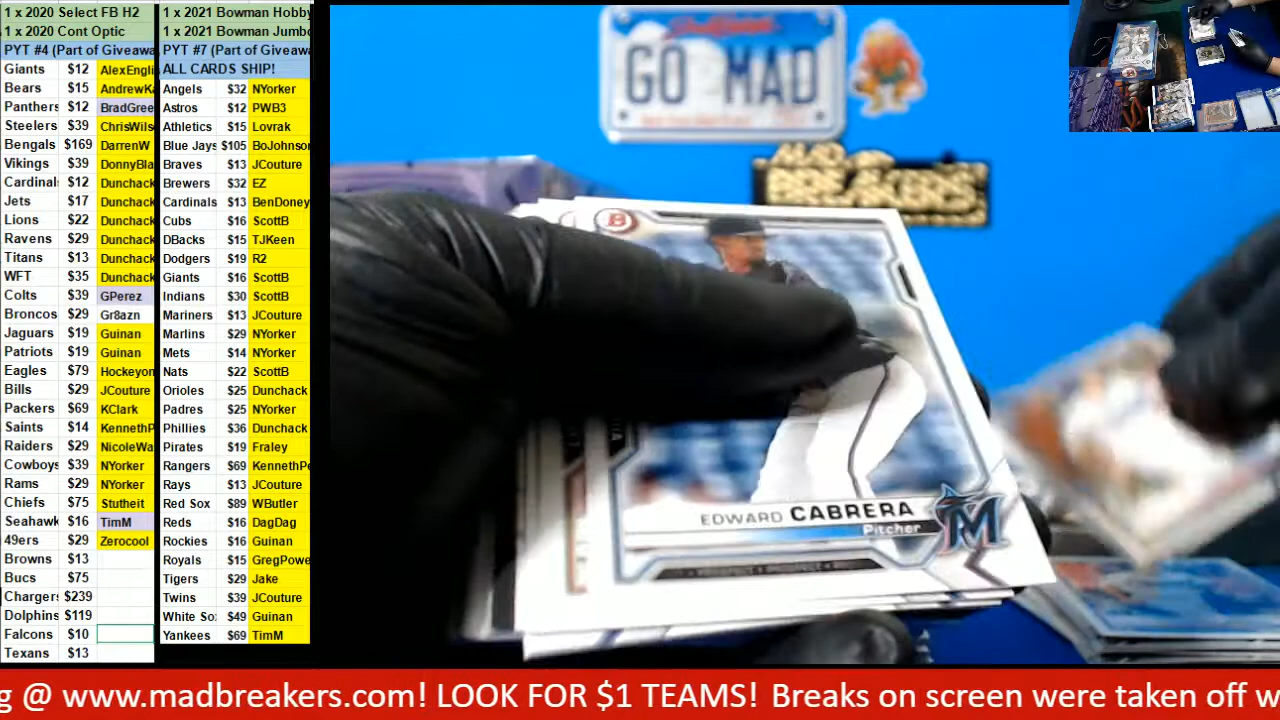 1 x 2020 Select FB H2
1 x 2020 Cont Optic
PYT #4 (Part of Giveawa
Giants $12 AlexEngli
Bears $15 AndrewKa
Panthers $12 BradGree
Steelers $39 ChrisWils
Bengals $169 DarrenW
Vikings $39 DonnyBla
Cardinal $12 Dunchack
Jets $17 Dunchack
Lions $22 Dunchack
Ravens $29 Dunchack
Titans $13 Dunchack
WFT $35 Dunchack
Colts $39 GPerez
Broncos $29 Gr8azn
Jaguars $19 Guinan
Patriots $19 Guinan
Eagles $79 Hockeyon
Bills $29 JCouture
Packers $69 KClark
Saints $14 KennethP
Raiders $29 NicoleWa
Cowboys $39 NYorker
Rams $29 NYorker
Chiefs $75 Stutheit
Seahawk $16 TimM
49ers $29 Zerocool
Browns $13
Bucs $75
Chargers $239
Dolphins $119
Falcons $10
Texans $13
1 x 2021 Bowman Hobby
1 x 2021 Bowman Jumbo
PYT #7 (Part of Giveawa
ALL CARDS SHIP!
Angels $32 NYorker
Astros $12 PWB3
Athletics $15 Lovrak
Blue Jays $105 BoJohnson
Braves $13 JCouture
Brewers $32 EZ
Cardinals $13 BenDoney
Cubs $16 ScottB
DBacks $15 TJKeen
Dodgers $19 R2
Giants $16 ScottB
Indians $30 ScottB
Mariners $13 JCouture
Marlins $29 NYorker
Mets $14 NYorker
Nats $22 ScottB
Orioles $25 Dunchack
Padres $25 NYorker
Phillies $36 Dunchack
Pirates $19 Fraley
Rangers $69 KennethPe
Rays $13 JCouture
Red Sox $89 WButler
Reds $16 DagDag
Rockies $16 Guinan
Royals $15 GregPowe
Tigers $29 Jake
Twins $39 JCouture
White So $49 Guinan
Yankees $69 TimM
GO MAD
MAD
BREAKERS
B
EDWARD CABRERA
Pitcher
M
g @ www.madbreakers.com! LOOK FOR $1 TEAMS! Breaks on screen were taken off w